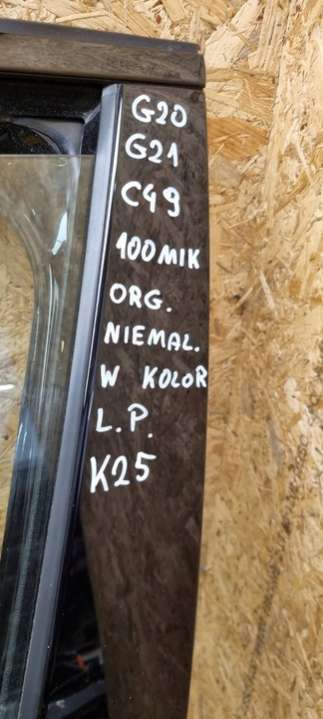 G20
G21
C49
100MIK
ORG.
NIEMAL.
W KOLOR
L.P.
K25